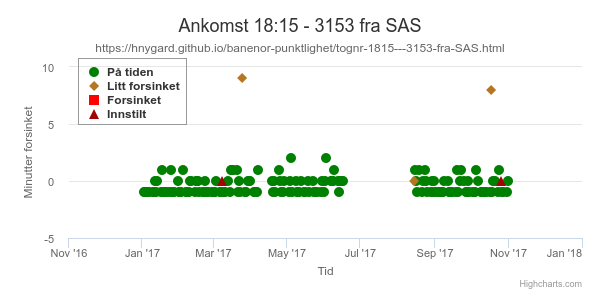 Ankomst 18:15 - 3153 fra SAS
https://hnygard.github.io/banenor-punktlighet/tognr-1815---3153-fra-SAS.html
På tiden
Litt forsinket
Forsinket
Innstilt
Minutter forsinket
10
5
0
-5
Nov '16
Jan '17
Mar '17
May '17
Jul '17
Sep '17
Nov '17
Jan '18
Tid
Highcharts.com